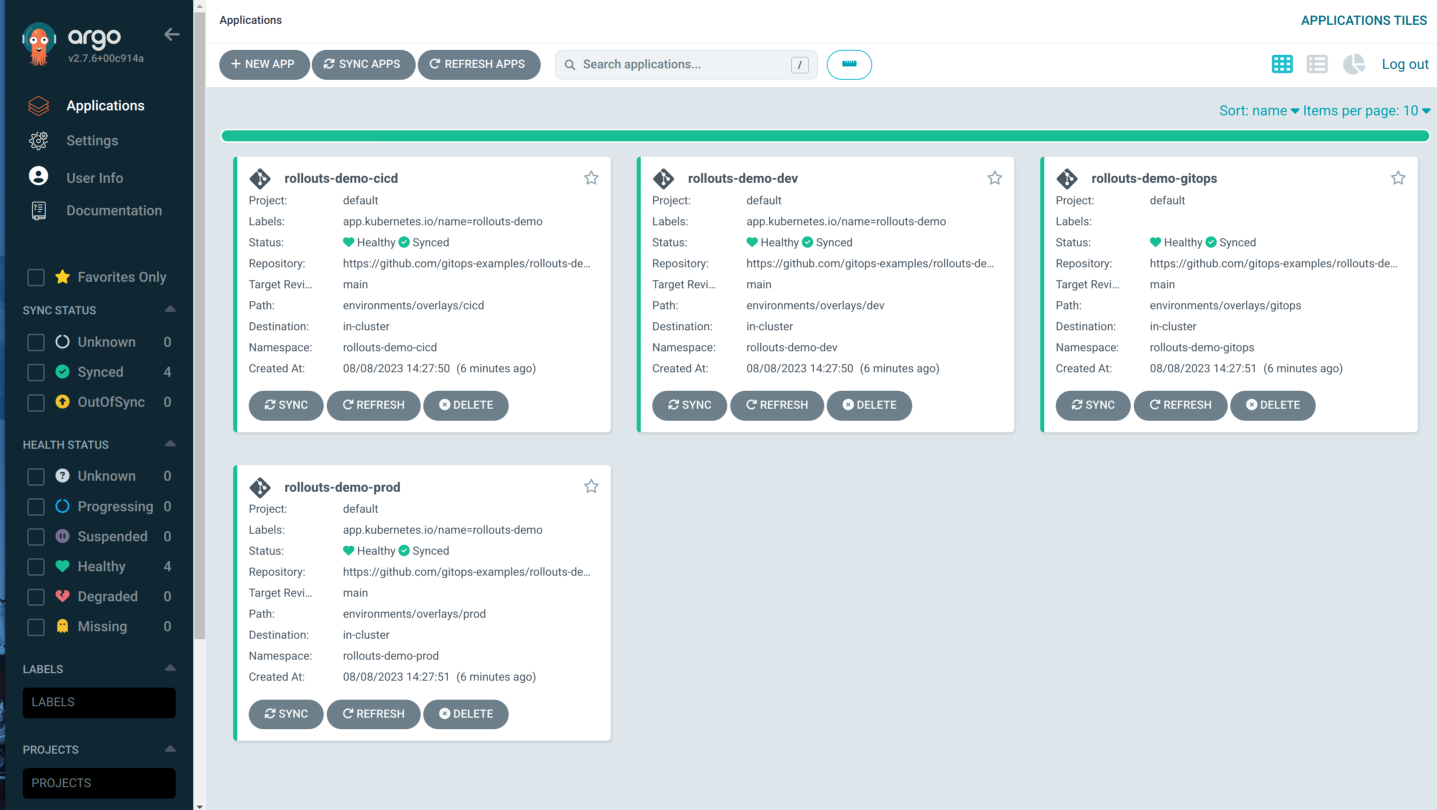 argo
v2.7.6+00c914a
Applications
Settings
User Info
Documentation
Favorites Only
SYNC STATUS
Unknown 0
Synced 4
OutOfSync 0
HEALTH STATUS
Unknown 0
Progressing 0
Suspended 0
Healthy 4
Degraded 0
Missing 0
LABELS
LABELS
PROJECTS
PROJECTS
Applications
APPLICATIONS TILES
NEW APP SYNC APPS REFRESH APPS Search applications... / Log out
Sort: name Items per page: 10
rollouts-demo-cicd
Project: default
Labels: app.kubernetes.io/name=rollouts-demo
Status: Healthy Synced
Repository: https://github.com/gitops-examples/rollouts-de...
Target Revi... main
Path: environments/overlays/cicd
Destination: in-cluster
Namespace: rollouts-demo-cicd
Created At: 08/08/2023 14:27:50 (6 minutes ago)
SYNC REFRESH DELETE
rollouts-demo-dev
Project: default
Labels: app.kubernetes.io/name=rollouts-demo
Status: Healthy Synced
Repository: https://github.com/gitops-examples/rollouts-de...
Target Revi... main
Path: environments/overlays/dev
Destination: in-cluster
Namespace: rollouts-demo-dev
Created At: 08/08/2023 14:27:50 (6 minutes ago)
SYNC REFRESH DELETE
rollouts-demo-gitops
Project: default
Labels:
Status: Healthy Synced
Repository: https://github.com/gitops-examples/rollouts-de...
Target Revi... main
Path: environments/overlays/gitops
Destination: in-cluster
Namespace: rollouts-demo-gitops
Created At: 08/08/2023 14:27:51 (6 minutes ago)
SYNC REFRESH DELETE
rollouts-demo-prod
Project: default
Labels: app.kubernetes.io/name=rollouts-demo
Status: Healthy Synced
Repository: https://github.com/gitops-examples/rollouts-de...
Target Revi... main
Path: environments/overlays/prod
Destination: in-cluster
Namespace: rollouts-demo-prod
Created At: 08/08/2023 14:27:51 (6 minutes ago)
SYNC REFRESH DELETE